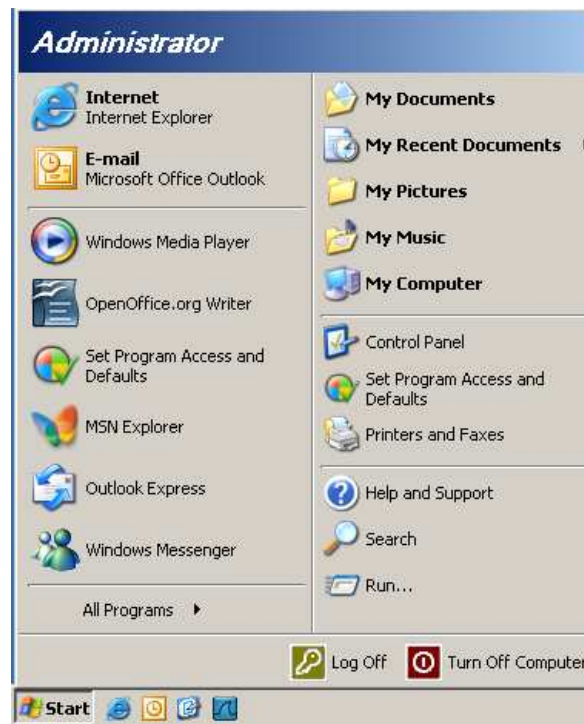 Administrator
Internet
Internet Explorer
E-mail
Microsoft Office Outlook
Windows Media Player
OpenOffice.org Writer
Set Program Access and
Defaults
MSN Explorer
Outlook Express
Windows Messenger
All Programs
My Documents
My Recent Documents
My Pictures
My Music
My Computer
Control Panel
Set Program Access and
Defaults
Printers and Faxes
Help and Support
Search
Run...
Log Off
Turn Off Computer
Start